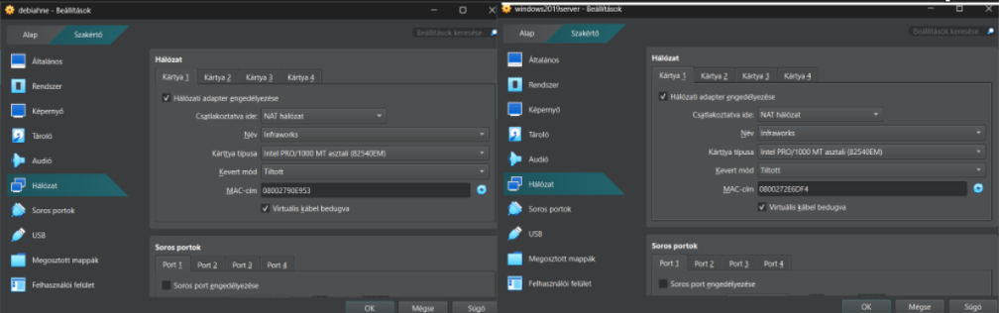 debiahne - Beállítások
Alap Szakértő Beállítások keresése
Általános
Rendszer
Képernyő
Tároló
Audió
Hálózat
Soros portok
USB
Megosztott mappák
Felhasználói felület
Hálózat
Kártya 1 Kártya 2 Kártya 3 Kártya 4
Hálózati adapter engedélyezése
Csatlakoztatva ide: NAT hálózat
Név Infraworks
Kártya típusa Intel PRO/1000 MT asztali (82540EM)
Kevert mód Tiltott
MAC-cím 08002790E953
Virtuális kábel bedugva
Soros portok
Port 1 Port 2 Port 3 Port 4
Soros port engedélyezése
OK Mégse Súgó
windows2019server - Beállítások
Alap Szakértő Beállítások keresése
Általános
Rendszer
Képernyő
Tároló
Audió
Hálózat
Soros portok
USB
Megosztott mappák
Felhasználói felület
Hálózat
Kártya 1 Kártya 2 Kártya 3 Kártya 4
Hálózati adapter engedélyezése
Csatlakoztatva ide: NAT hálózat
Név Infraworks
Kártya típusa Intel PRO/1000 MT asztali (82540EM)
Kevert mód Tiltott
MAC-cím 0800272E6DF4
Virtuális kábel bedugva
Soros portok
Port 1 Port 2 Port 3 Port 4
Soros port engedélyezése
OK Mégse Súgó